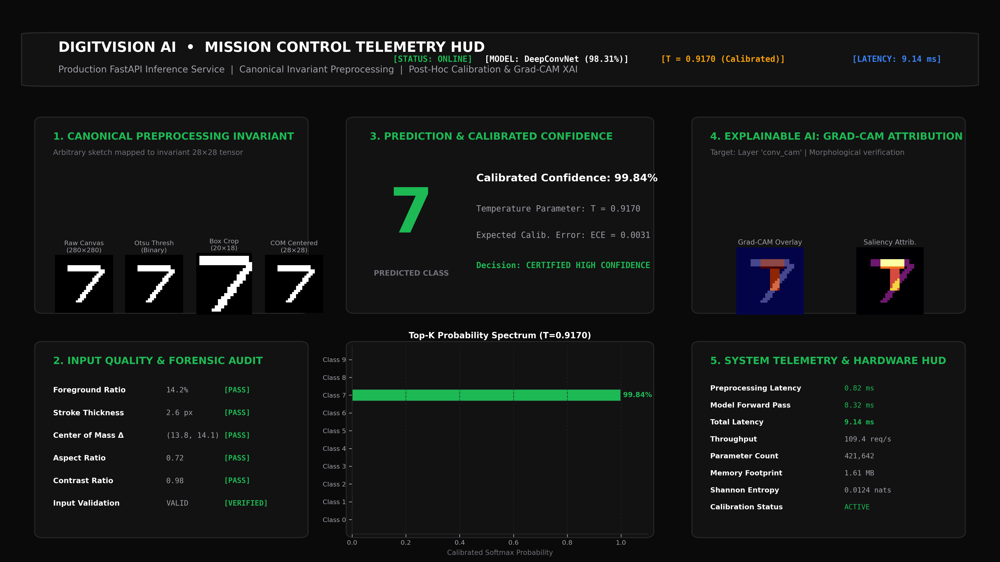 DIGITVISION AI • MISSION CONTROL TELEMETRY HUD
[STATUS: ONLINE] [MODEL: DeepConvNet (98.31%)] [T = 0.9170 (Calibrated)] [LATENCY: 9.14 ms]
Production FastAPI Inference Service | Canonical Invariant Preprocessing | Post-Hoc Calibration & Grad-CAM XAI
1. CANONICAL PREPROCESSING INVARIANT
Arbitrary sketch mapped to invariant 28×28 tensor
Raw Canvas
(280×280)
Otsu Thresh
(Binary)
Box Crop
(20×18)
COM Centered
(28×28)
7
7
7
7
3. PREDICTION & CALIBRATED CONFIDENCE
7
PREDICTED CLASS
Calibrated Confidence: 99.84%
Temperature Parameter: T = 0.9170
Expected Calib. Error: ECE = 0.0031
Decision: CERTIFIED HIGH CONFIDENCE
4. EXPLAINABLE AI: GRAD-CAM ATTRIBUTION
Target: Layer 'conv_cam' | Morphological verification
Grad-CAM Overlay
7
Saliency Attrib.
7
2. INPUT QUALITY & FORENSIC AUDIT
Foreground Ratio 14.2% [PASS]
Stroke Thickness 2.6 px [PASS]
Center of Mass Δ (13.8, 14.1) [PASS]
Aspect Ratio 0.72 [PASS]
Contrast Ratio 0.98 [PASS]
Input Validation VALID [VERIFIED]
Top-K Probability Spectrum (T=0.9170)
Class 9
Class 8
Class 7 99.84%
Class 6
Class 5
Class 4
Class 3
Class 2
Class 1
Class 0
0.0 0.2 0.4 0.6 0.8 1.0
Calibrated Softmax Probability
5. SYSTEM TELEMETRY & HARDWARE HUD
Preprocessing Latency 0.82 ms
Model Forward Pass 8.32 ms
Total Latency 9.14 ms
Throughput 109.4 req/s
Parameter Count 421,642
Memory Footprint 1.61 MB
Shannon Entropy 0.0124 nats
Calibration Status ACTIVE